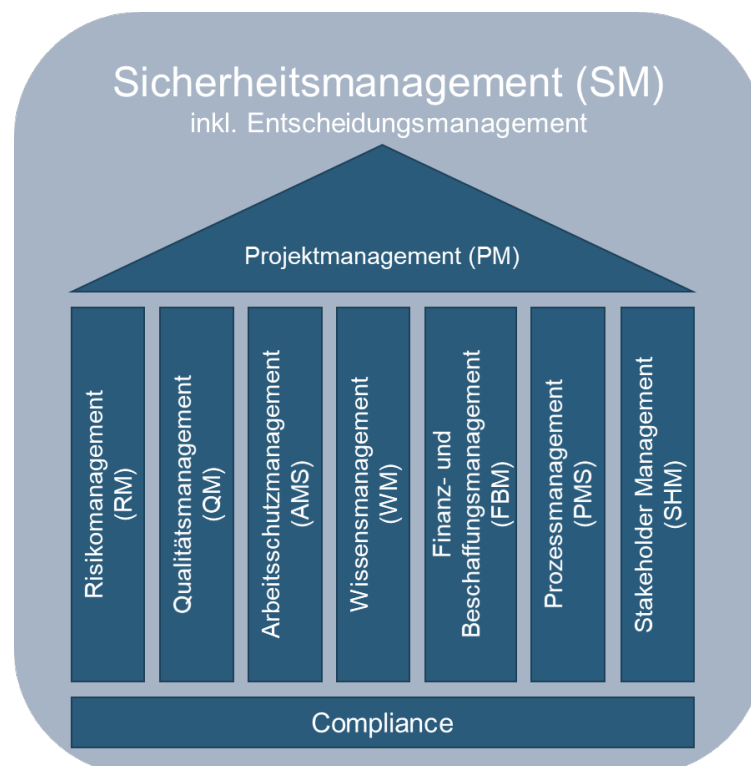 Sicherheitsmanagement (SM)
inkl. Entscheidungsmanagement
Projektmanagement (PM)
Risikomanagement
(RM)
Qualitätsmanagement
(QM)
Arbeitsschutzmanagement
(AMS)
Wissensmanagement
(WM)
Finanz- und
Beschaffungsmanagement
(FBM)
Prozessmanagement
(PMS)
Stakeholder Management
(SHM)
Compliance